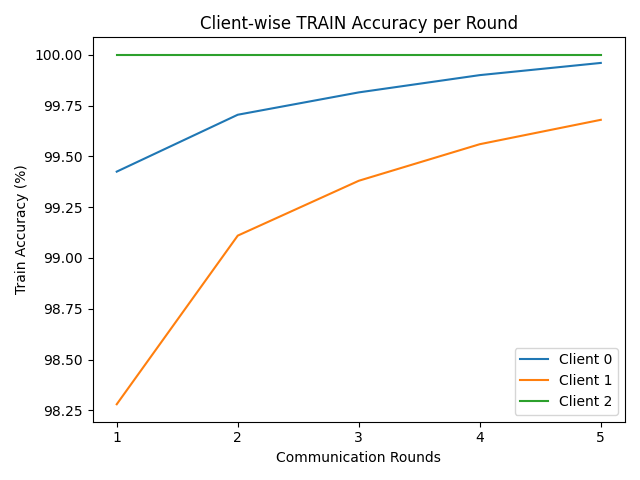 Client-wise TRAIN Accuracy per Round
Train Accuracy (%)
100.00
99.75
99.50
99.25
99.00
98.75
98.50
98.25
1 2 3 4 5
Communication Rounds
Client 0
Client 1
Client 2